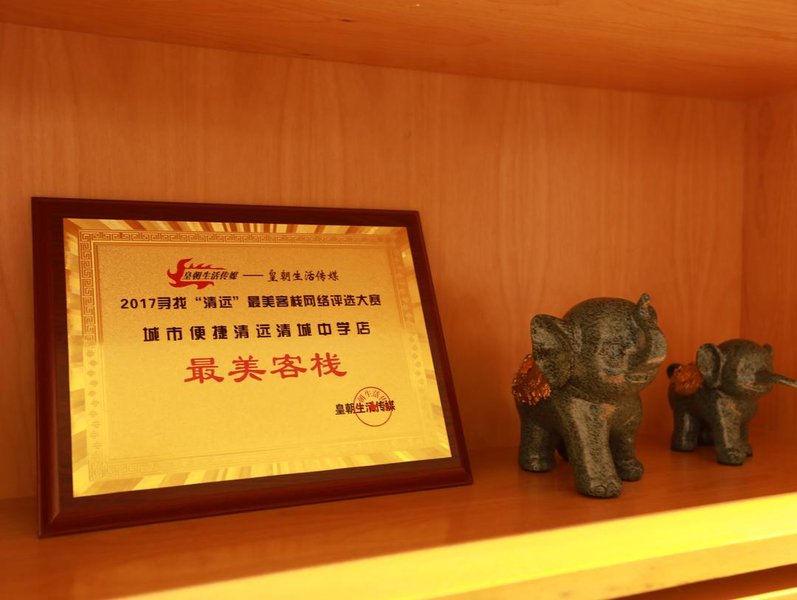 皇朝生活传媒 —— 皇朝生活传媒
2017寻找“清远”最美客栈网络评选大赛
城市便捷清远清城中学店
最美客栈
皇朝生活传媒